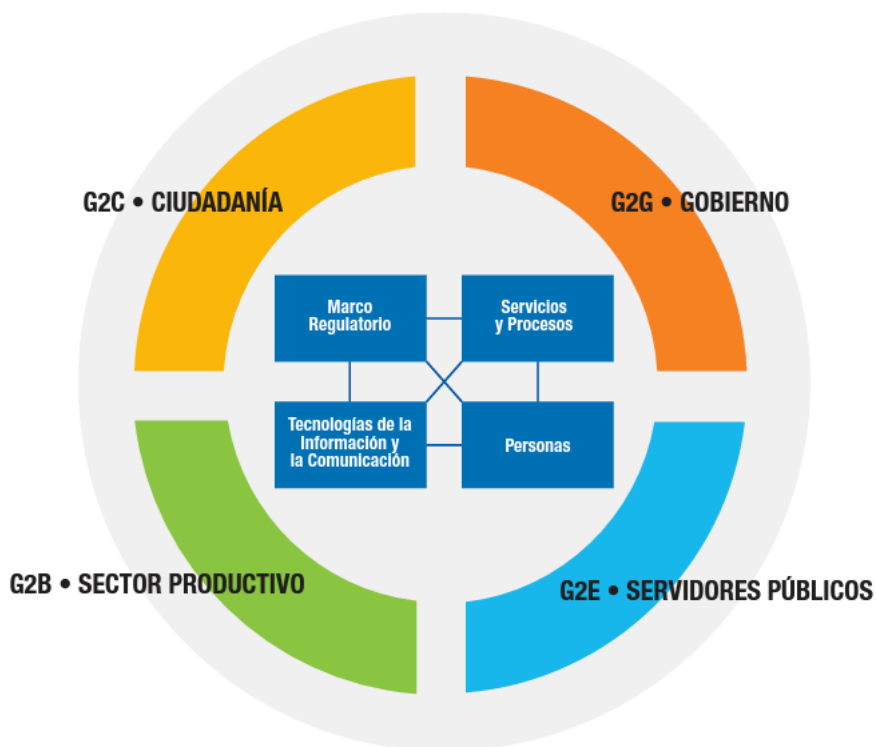 G2C • CIUDADANÍA
G2G • GOBIERNO
Marco
Regulatorio
Servicios
y Procesos
Tecnologías de la
Información y
la Comunicación
Personas
G2B • SECTOR PRODUCTIVO
G2E • SERVIDORES PÚBLICOS